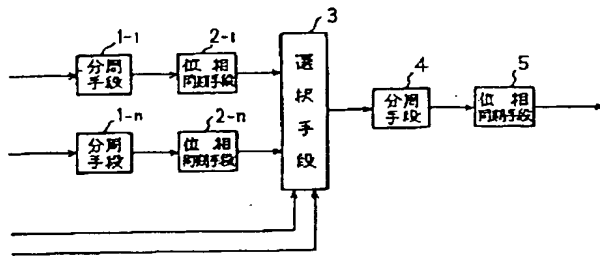 1-1
分周
手段
2-1
位相
同期手段
3
選択手段
4
分周
手段
5
位相
同期手段
1-n
分周
手段
2-n
位相
同期手段